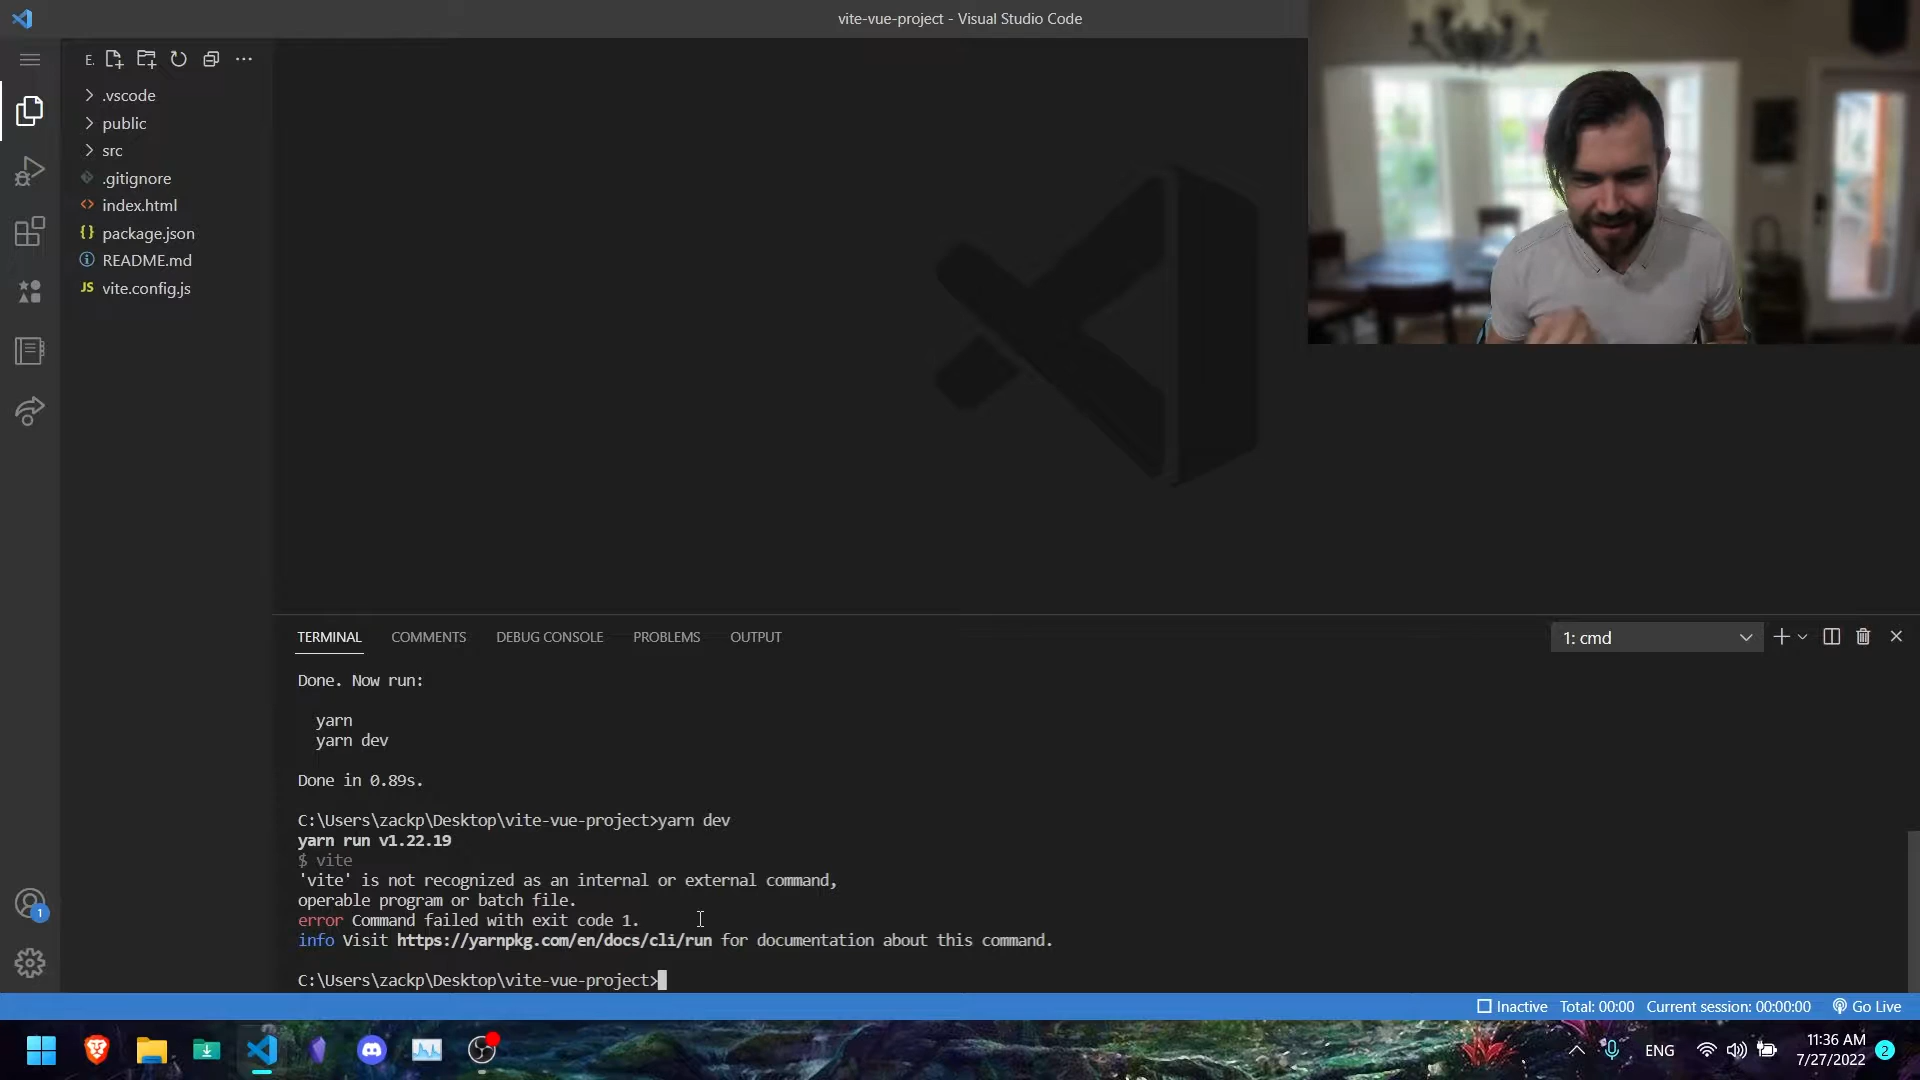 vite-vue-project - Visual Studio Code
E.
.vscode
public
src
.gitignore
index.html
package.json
README.md
vite.config.js
TERMINAL
COMMENTS
DEBUG CONSOLE
PROBLEMS
OUTPUT
1: cmd
Done. Now run:
yarn
yarn dev
Done in 0.89s.
C:\Users\zackp\Desktop\vite-vue-project>yarn dev
yarn run v1.22.19
$ vite
'vite' is not recognized as an internal or external command,
operable program or batch file.
error Command failed with exit code 1.
info Visit https://yarnpkg.com/en/docs/cli/run for documentation about this command.
C:\Users\zackp\Desktop\vite-vue-project>
1
Inactive Total: 00:00 Current session: 00:00:00 Go Live
ENG
11:36 AM
7/27/2022
2